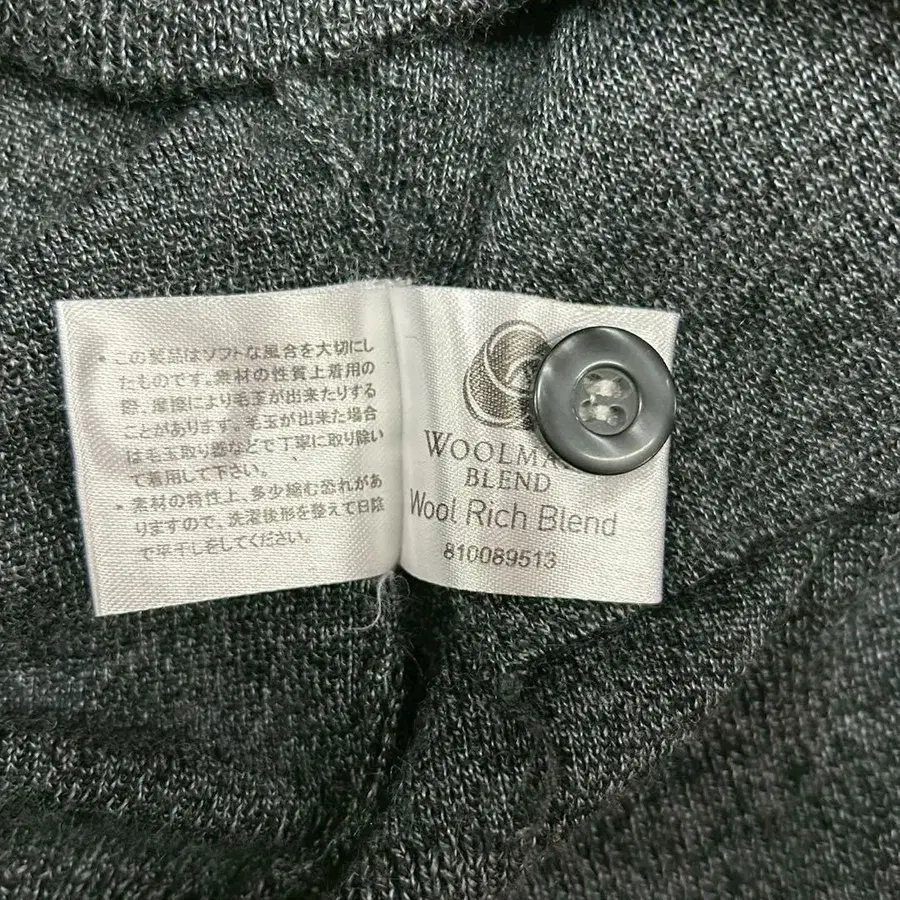 ・この製品はソフトな風合を大切にし
たものです。素材の性質上着用の
際、摩擦により毛玉が出来たりする
ことがあります。毛玉が出来た場合
は毛玉取り器などで丁寧に取り除い
て着用して下さい。
・素材の特性上、多少縮む恐れがあ
りますので、洗濯後形を整えて日陰
で平干しをしてください。
WOOLMA
BLEND
Wool Rich Blend
810089513